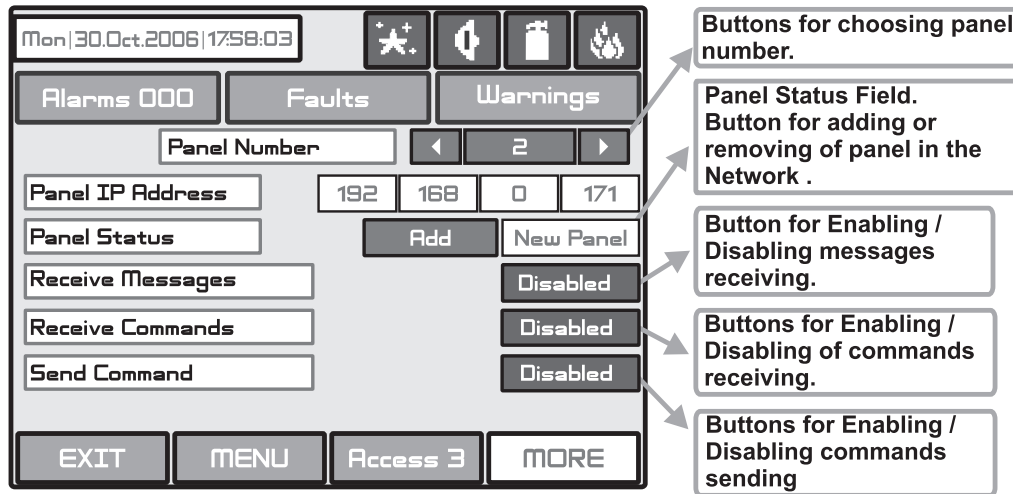 Mon|30.Oct.2006|17:58:03
Alarms 000 Faults Warnings
Panel Number 2
Panel IP Address 192 168 0 171
Panel Status Add New Panel
Receive Messages Disabled
Receive Commands Disabled
Send Command Disabled
EXIT MENU Access 3 MORE
Buttons for choosing panel
number.
Panel Status Field.
Button for adding or
removing of panel in the
Network .
Button for Enabling /
Disabling messages
receiving.
Buttons for Enabling /
Disabling of commands
receiving.
Buttons for Enabling /
Disabling commands
sending